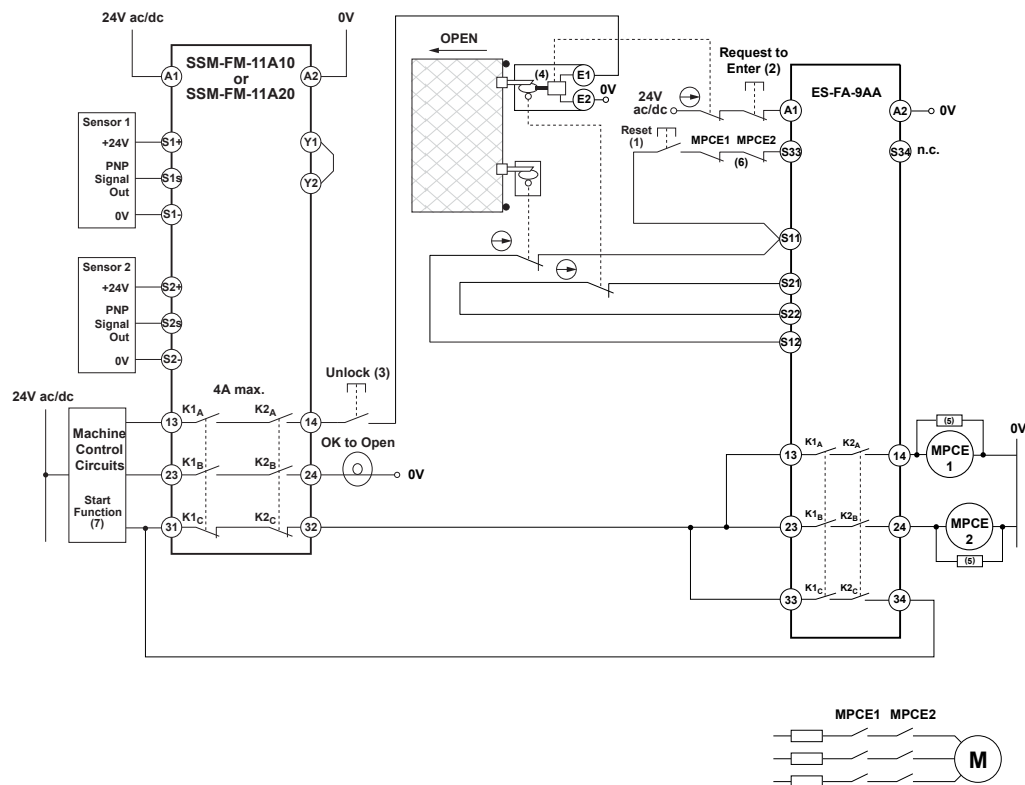 24V ac/dc
0V
SSM-FM-11A10
or
SSM-FM-11A20
A1
A2
Sensor 1
+24V
PNP
Signal
Out
0V
S1+
S1s
S1-
Y1
Y2
Sensor 2
+24V
PNP
Signal
Out
0V
S2+
S2s
S2-
24V ac/dc
Machine
Control
Circuits
Start
Function
(7)
4A max.
13
K1A
K2A
14
23
K1B
K2B
24
31
K1C
K2C
32
Unlock (3)
OK to Open
0V
OPEN
(4)
E1
E2
0V
Request to
Enter (2)
24V
ac/dc
Reset
(1)
MPCE1
MPCE2
(6)
ES-FA-9AA
A1
A2
0V
S33
S34
n.c.
S11
S21
S22
S12
13
K1A
K2A
14
23
K1B
K2B
24
33
K1C
K2C
34
(5)
MPCE
1
0V
MPCE
2
(5)
MPCE1
MPCE2
M